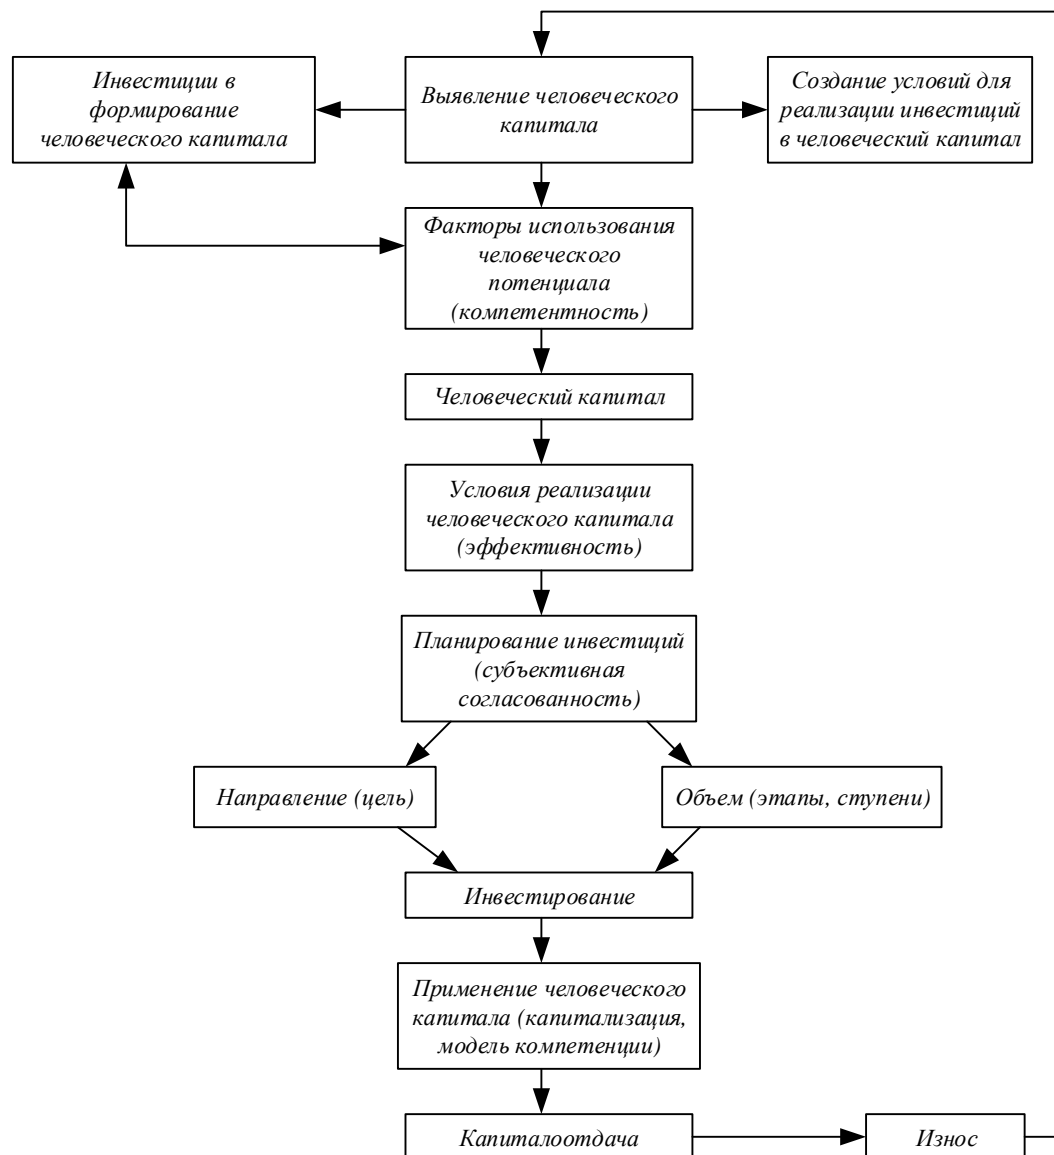 Инвестиции в
формирование
человеческого капитала
Выявление человеческого
капитала
Создание условий для
реализации инвестиций
в человеческий капитал
Факторы использования
человеческого
потенциала
(компетентность)
Человеческий капитал
Условия реализации
человеческого капитала
(эффективность)
Планирование инвестиций
(субъективная
согласованность)
Направление (цель)
Объем (этапы, ступени)
Инвестирование
Применение человеческого
капитала (капитализация,
модель компетенции)
Капиталоотдача
Износ